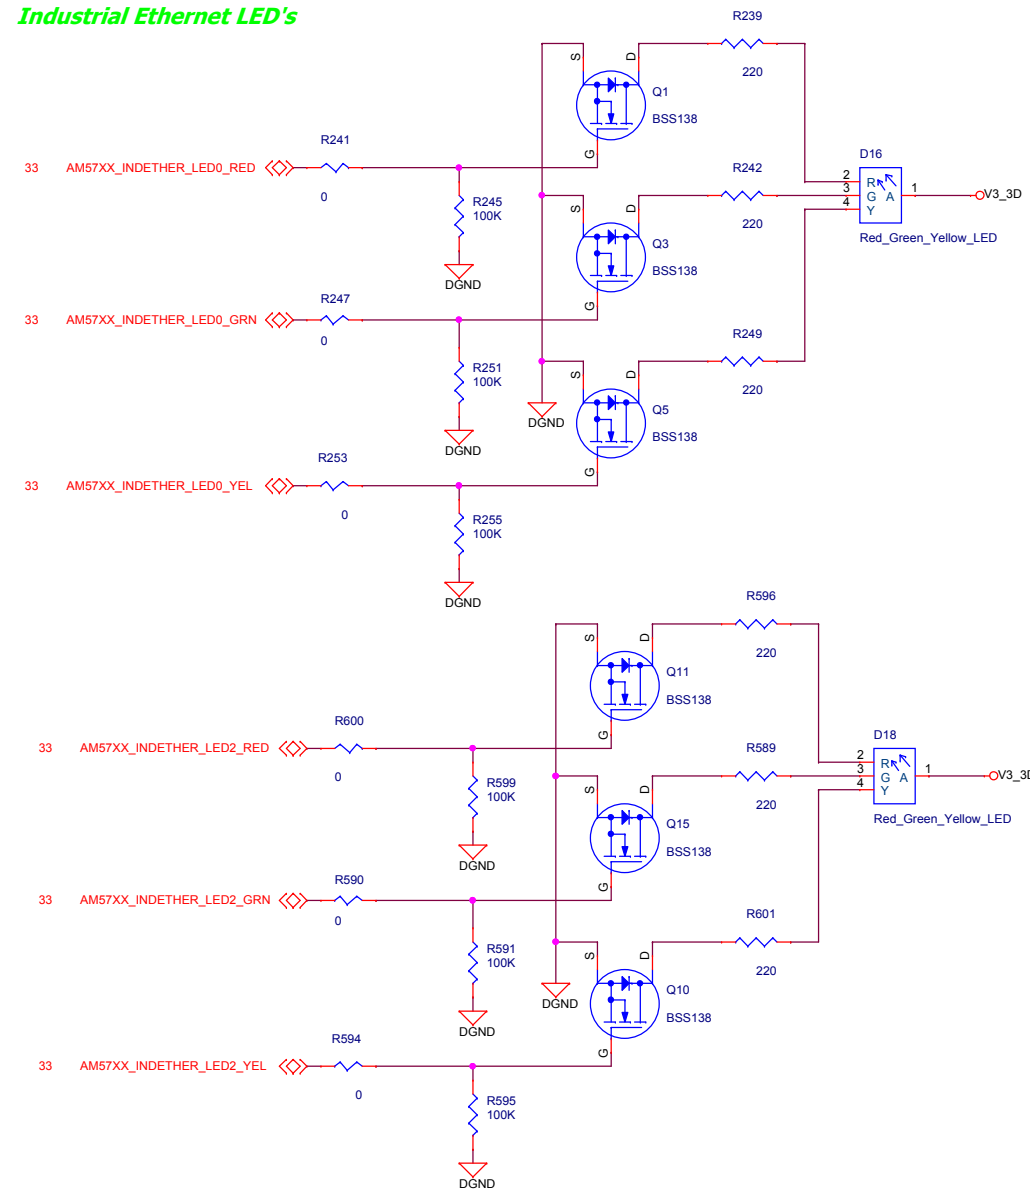 Industrial Ethernet LED's
R239
220
S
D
Q1
BSS138
G
R241
33 AM57XX_INDETHER_LED0_RED
0
R245
100K
DGND
R242
220
S
D
Q3
BSS138
G
D16
2 R
3 G A 1
4 Y
V3_3D
Red_Green_Yellow_LED
R247
33 AM57XX_INDETHER_LED0_GRN
0
R251
100K
DGND
R249
220
S
D
Q5
BSS138
G
DGND
R253
33 AM57XX_INDETHER_LED0_YEL
0
R255
100K
DGND
R596
220
S
D
Q11
BSS138
G
R600
33 AM57XX_INDETHER_LED2_RED
0
R599
100K
DGND
R589
220
S
D
Q15
BSS138
G
D18
2 R
3 G A 1
4 Y
V3_3D
Red_Green_Yellow_LED
R590
33 AM57XX_INDETHER_LED2_GRN
0
R591
100K
DGND
R601
220
S
D
Q10
BSS138
G
DGND
R594
33 AM57XX_INDETHER_LED2_YEL
0
R595
100K
DGND